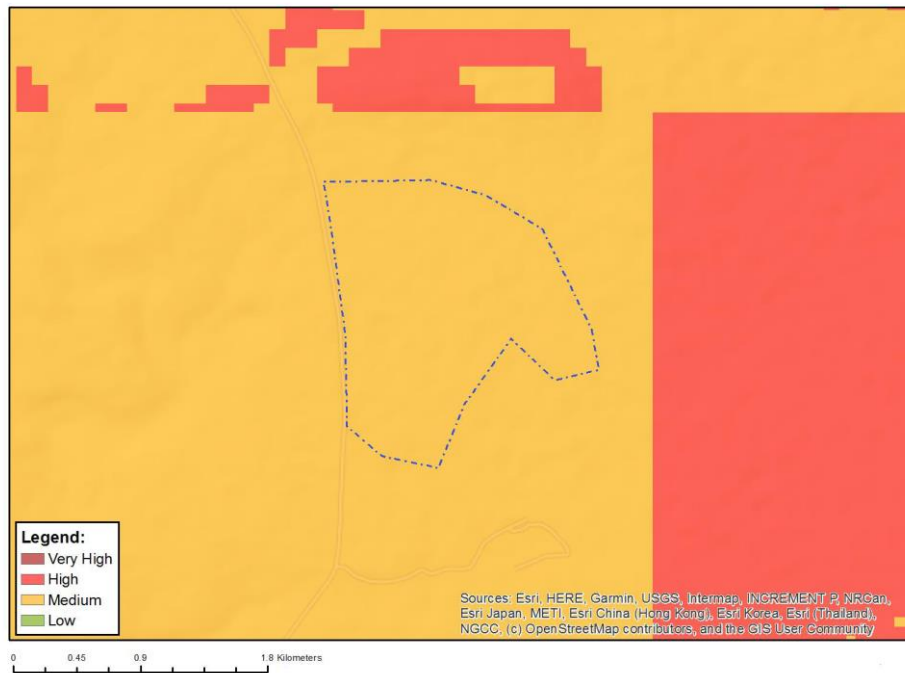 Legend:
Very High
High
Medium
Low
Sources: Esri, HERE, Garmin, USGS, Intermap, INCREMENT P, NRCan,
Esri Japan, METI, Esri China (Hong Kong), Esri Korea, Esri (Thailand),
NGCC, (c) OpenStreetMap contributors, and the GIS User Community
0 0.45 0.9 1.8 Kilometers